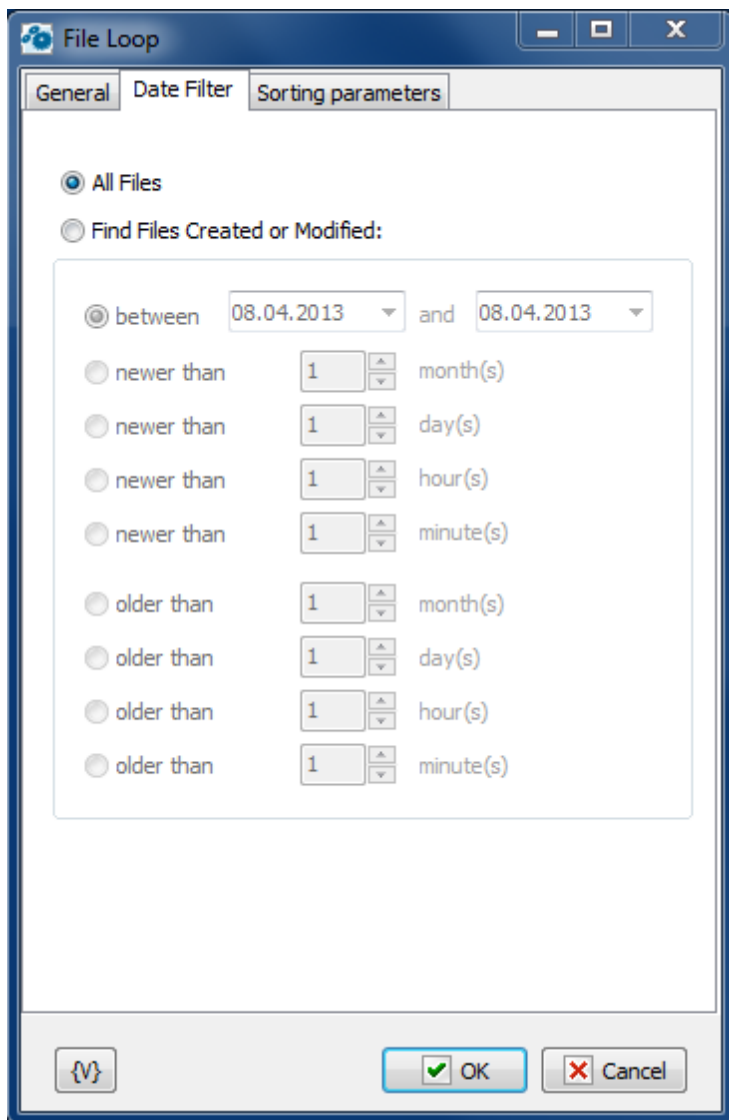 File Loop
General Date Filter Sorting parameters
All Files
Find Files Created or Modified:
between 08.04.2013 and 08.04.2013
newer than 1 month(s)
newer than 1 day(s)
newer than 1 hour(s)
newer than 1 minute(s)
older than 1 month(s)
older than 1 day(s)
older than 1 hour(s)
older than 1 minute(s)
{V} OK Cancel